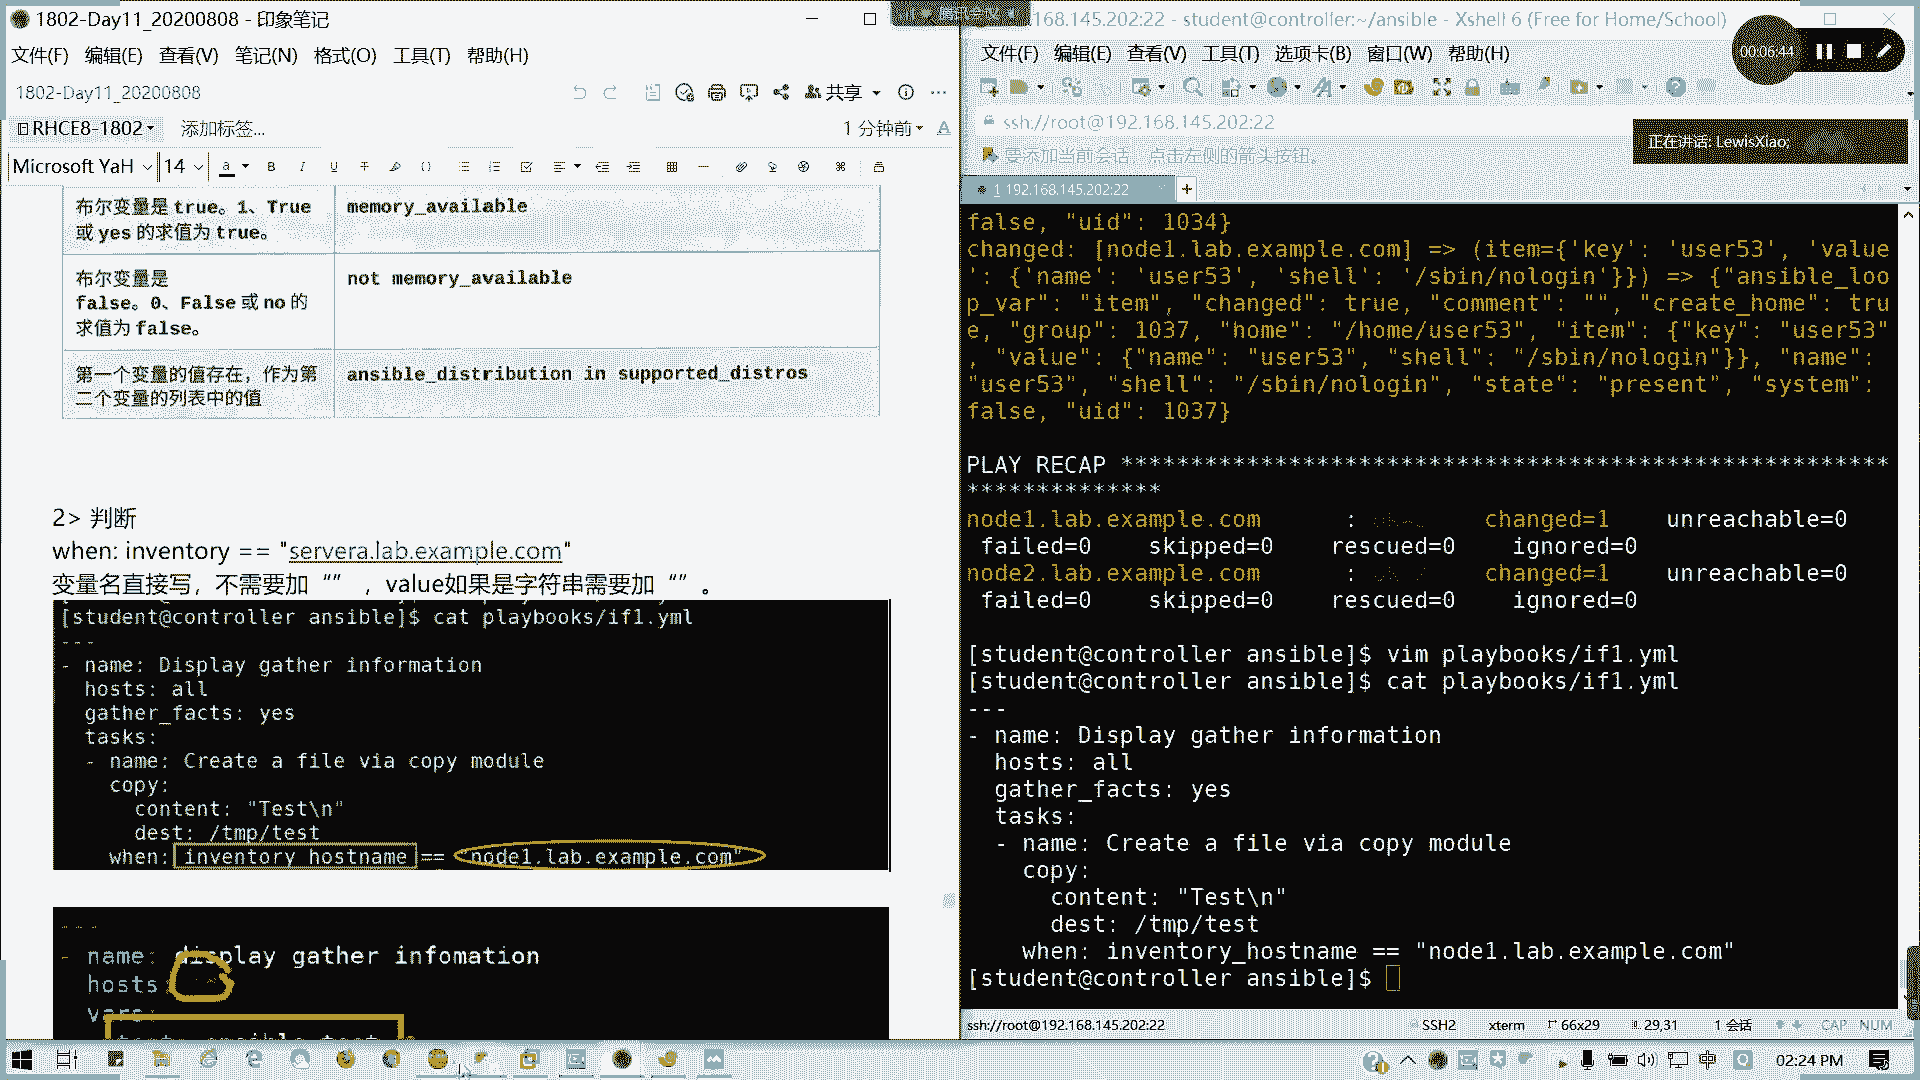 1802-Day11_20200808 - 印象笔记
文件(F) 编辑(E) 查看(V) 笔记(N) 格式(O) 工具(T) 帮助(H)
1802-Day11_20200808
共享
RHCE8-1802
添加标签...
1 分钟前
Microsoft YaH 14
布尔变量是 true。1、True
或 yes 的求值为 true。
memory_available
布尔变量是
false。0、False 或 no 的
求值为 false。
not memory_available
第一个变量的值存在，作为第
二个变量的列表中的值
ansible_distribution in supported_distros
2> 判断
when: inventory == "servera.lab.example.com"
变量名直接写，不需要加“”，value如果是字符串需要加“”。
[student@controller ansible]$ cat playbooks/if1.yml
---
- name: Display gather information
hosts: all
gather_facts: yes
tasks:
- name: Create a file via copy module
copy:
content: "Test\n"
dest: /tmp/test
when: inventory_hostname == "node1.lab.example.com"
---
- name: display gather infomation
hosts
vars:
腾讯会议
168.145.202:22 - student@controller:~/ansible - Xshell 6 (Free for Home/School)
文件(F) 编辑(E) 查看(V) 工具(T) 选项卡(B) 窗口(W) 帮助(H)
00:06:44
ssh://root@192.168.145.202:22
要添加当前会话，点击左侧的箭头按钮。
正在讲话: LewisXiao;
1 192.168.145.202:22
false, "uid": 1034}
changed: [node1.lab.example.com] => (item={'key': 'user53', 'value
': {'name': 'user53', 'shell': '/sbin/nologin'}}) => {"ansible_loo
p_var": "item", "changed": true, "comment": "", "create_home": tru
e, "group": 1037, "home": "/home/user53", "item": {"key": "user53"
, "value": {"name": "user53", "shell": "/sbin/nologin"}}, "name":
"user53", "shell": "/sbin/nologin", "state": "present", "system":
false, "uid": 1037}
PLAY RECAP ********************************************************
**************
node1.lab.example.com : changed=1 unreachable=0
failed=0 skipped=0 rescued=0 ignored=0
node2.lab.example.com : changed=1 unreachable=0
failed=0 skipped=0 rescued=0 ignored=0
[student@controller ansible]$ vim playbooks/if1.yml
[student@controller ansible]$ cat playbooks/if1.yml
---
- name: Display gather information
hosts: all
gather_facts: yes
tasks:
- name: Create a file via copy module
copy:
content: "Test\n"
dest: /tmp/test
when: inventory_hostname == "node1.lab.example.com"
[student@controller ansible]$
ssh://root@192.168.145.202:22 SSH2 xterm 66x29 29,31 1 会话 CAP NUM
中 02:24 PM